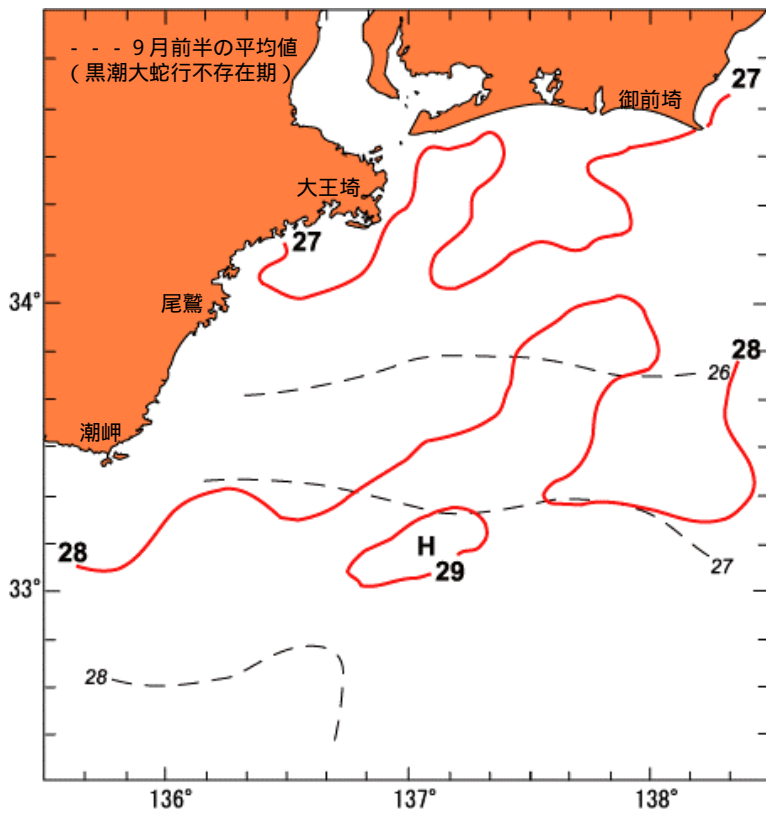 - - - 9月前半の平均値
(黒潮大蛇行不存在期)
27
御前埼
大王埼
27
尾鷲
34°
28
26
潮岬
28
H
29
27
33°
28
136°
137°
138°